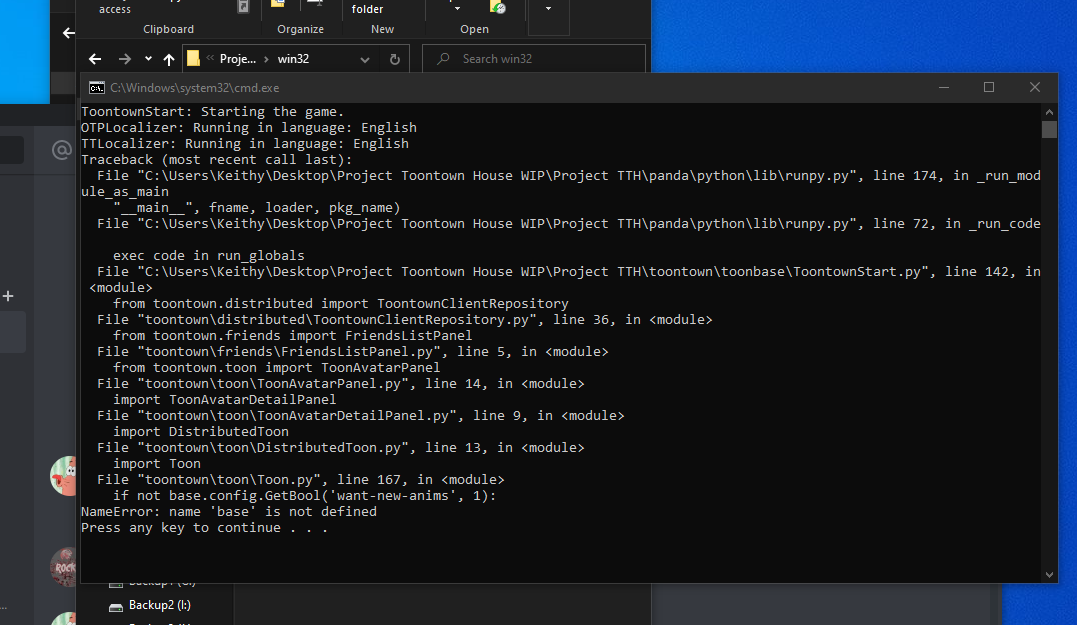 access
folder
Clipboard
Organize
New
Open
Proje...
win32
Search win32
C:\Windows\system32\cmd.exe
ToontownStart: Starting the game.
OTPLocalizer: Running in language: English
TTLocalizer: Running in language: English
Traceback (most recent call last):
  File "C:\Users\Keithy\Desktop\Project Toontown House WIP\Project TTH\panda\python\lib\runpy.py", line 174, in _run_mod
ule_as_main
    "__main__", fname, loader, pkg_name)
  File "C:\Users\Keithy\Desktop\Project Toontown House WIP\Project TTH\panda\python\lib\runpy.py", line 72, in _run_code
    exec code in run_globals
  File "C:\Users\Keithy\Desktop\Project Toontown House WIP\Project TTH\toontown\toonbase\ToontownStart.py", line 142, in
 <module>
    from toontown.distributed import ToontownClientRepository
  File "toontown\distributed\ToontownClientRepository.py", line 36, in <module>
    from toontown.friends import FriendsListPanel
  File "toontown\friends\FriendsListPanel.py", line 5, in <module>
    from toontown.toon import ToonAvatarPanel
  File "toontown\toon\ToonAvatarPanel.py", line 14, in <module>
    import ToonAvatarDetailPanel
  File "toontown\toon\ToonAvatarDetailPanel.py", line 9, in <module>
    import DistributedToon
  File "toontown\toon\DistributedToon.py", line 13, in <module>
    import Toon
  File "toontown\toon\Toon.py", line 167, in <module>
    if not base.config.GetBool('want-new-anims', 1):
NameError: name 'base' is not defined
Press any key to continue . . .
ROCK
Backup2 (I:)